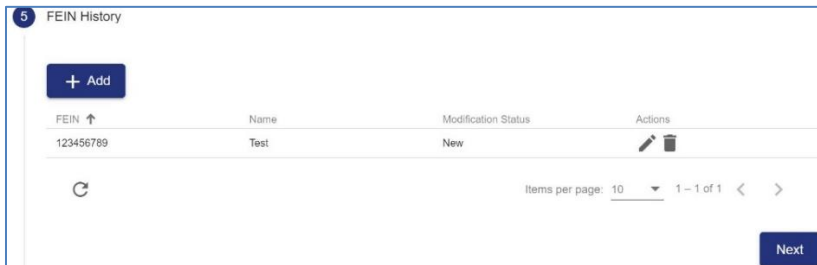 5 FEIN History
+ Add
FEIN ↑ Name Modification Status Actions
123456789 Test New
Items per page: 10 1 – 1 of 1
Next